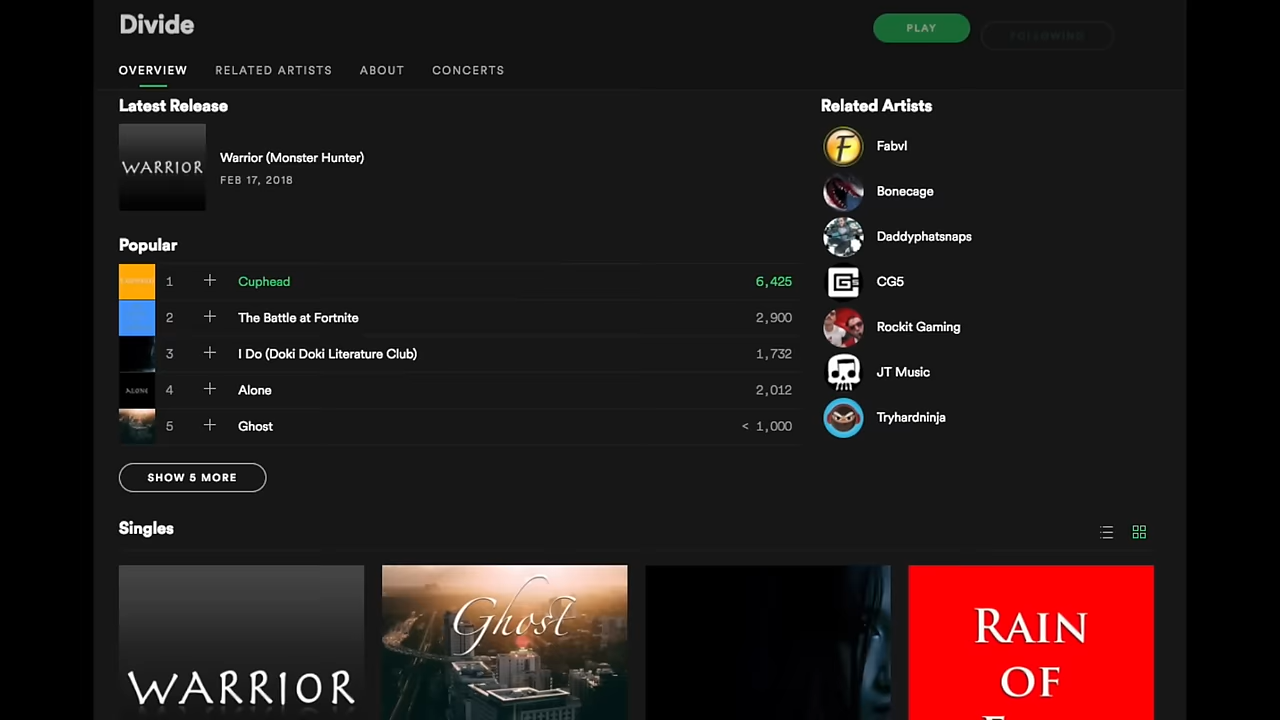 Divide
PLAY
FOLLOWING
OVERVIEW RELATED ARTISTS ABOUT CONCERTS
Latest Release
WARRIOR
Warrior (Monster Hunter)
FEB 17, 2018
Popular
1 Cuphead 6,425
2 The Battle at Fortnite 2,900
3 I Do (Doki Doki Literature Club) 1,732
ALONE 4 Alone 2,012
5 Ghost < 1,000
SHOW 5 MORE
Related Artists
Fabvl
Bonecage
Daddyphatsnaps
CG5
Rockit Gaming
JT Music
Tryhardninja
Singles
WARRIOR
Ghost
RAIN
OF